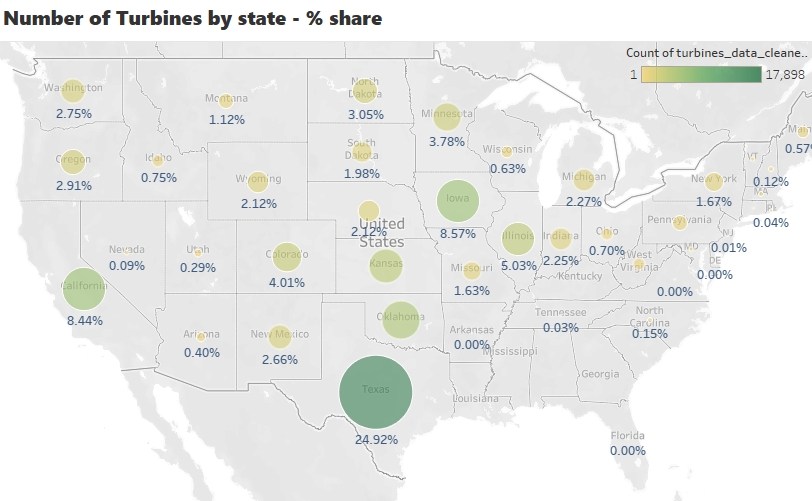 Number of Turbines by state - % share
Count of turbines_data_cleane..
1
17,898
Washington
2.75%
Montana
1.12%
North
Dakota
3.05%
Minnesota
3.78%
Wisconsin
0.63%
Michigan
2.27%
New York
1.67%
VT
0.12%
MA
0.57
Oregon
2.91%
Idaho
0.75%
Wyoming
2.12%
South
Dakota
1.98%
Iowa
8.57%
Illinois
5.03%
Indiana
2.25%
Ohio
0.70%
Pennsylvania
0.04%
NJ
0.01%
MD
DE
0.00%
West
Virginia
0.00%
Nevada
0.09%
Utah
0.29%
Colorado
4.01%
2.12%
United
States
Kansas
Missouri
1.63%
Kentucky
California
8.44%
Arizona
0.40%
New Mexico
2.66%
Oklahoma
Arkansas
0.00%
Tennessee
0.03%
North
Carolina
0.15%
Mississippi
Georgia
Texas
24.92%
Louisiana
Florida
0.00%